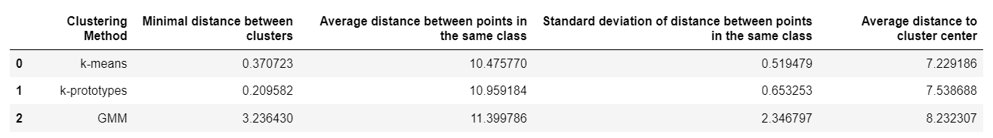 Clustering Minimal distance between Average distance between points in Standard deviation of distance between points Average distance to
Method clusters the same class in the same class cluster center
0 k-means 0.370723 10.475770 0.519479 7.229186
1 k-prototypes 0.209582 10.959184 0.653253 7.538688
2 GMM 3.236430 11.399786 2.346797 8.232307